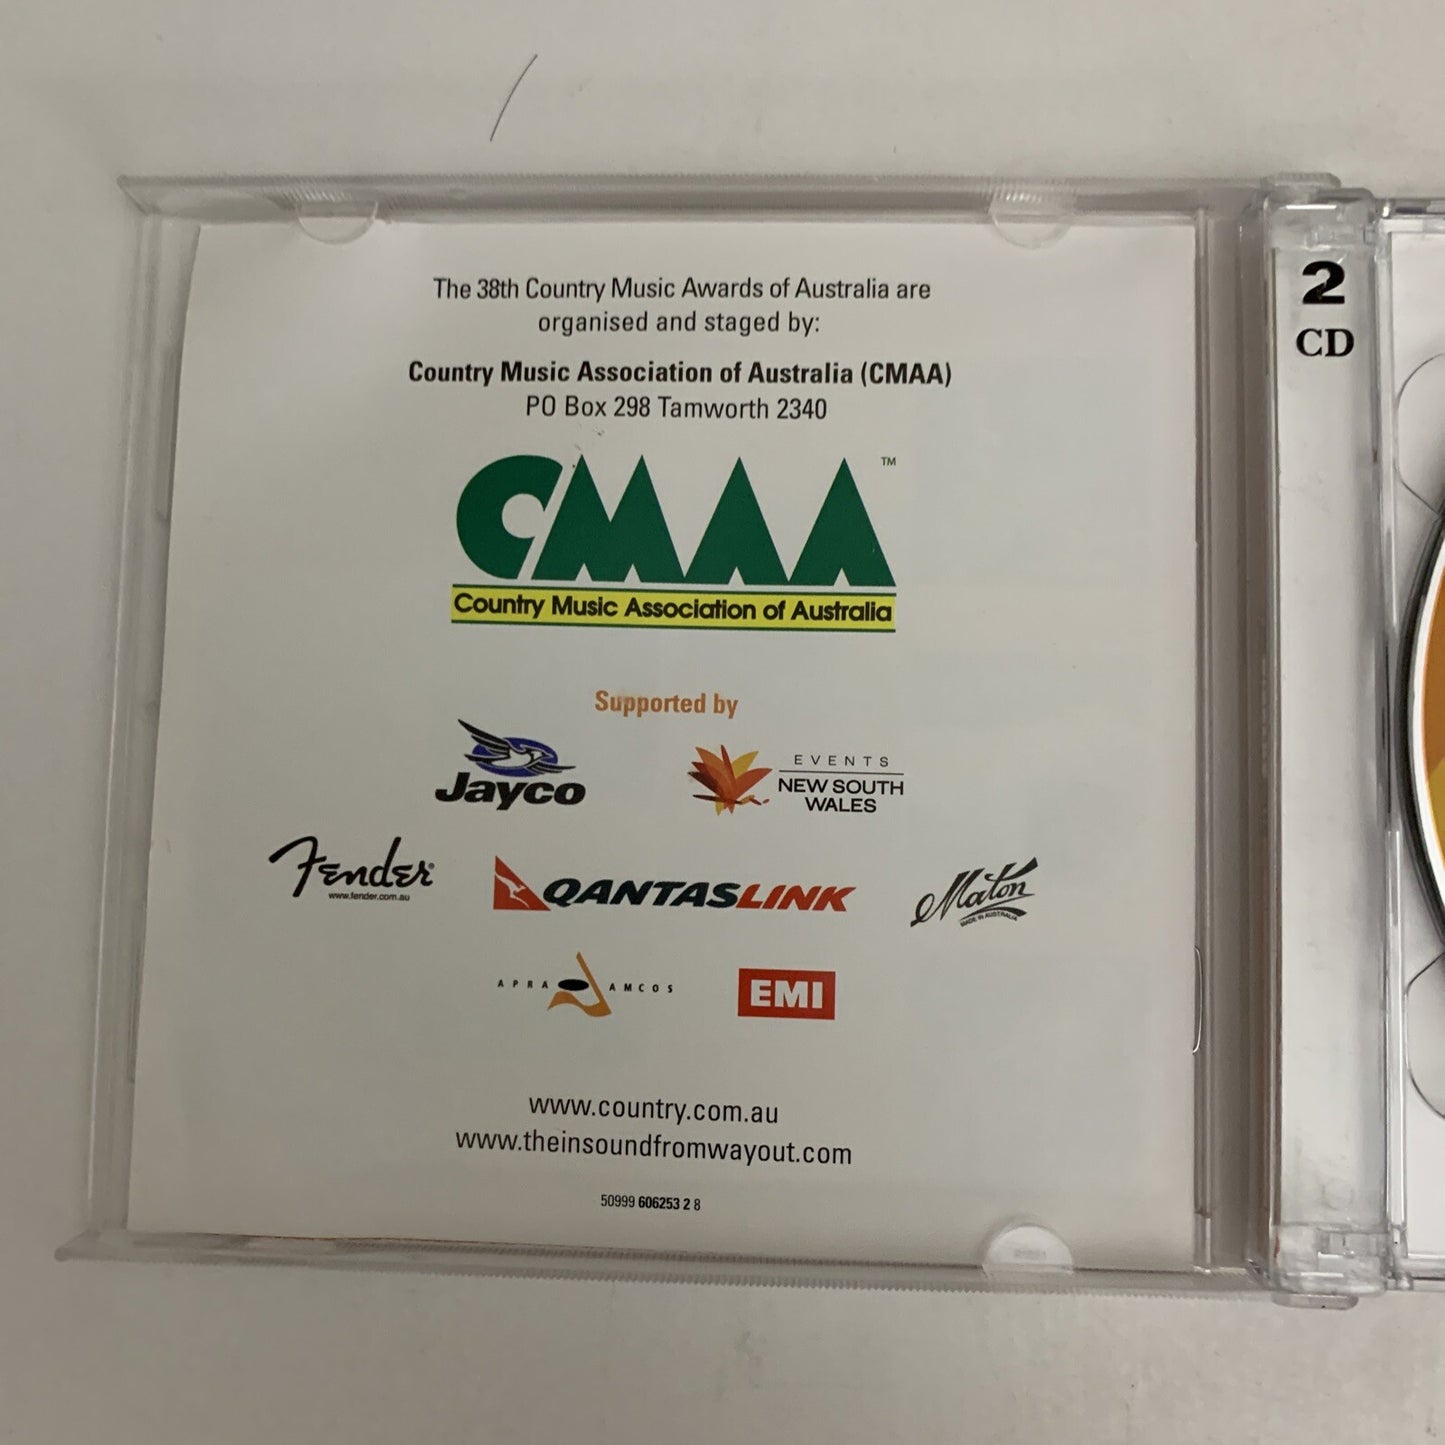 The 38th Country Music Awards of Australia are
organised and staged by:
Country Music Association of Australia (CMAA)
PO Box 298 Tamworth 2340
CMAA TM
Country Music Association of Australia
Supported by
Jayco
EVENTS
NEW SOUTH
WALES
Fender®
www.fender.com.au
QANTASLINK
Maton
MADE IN AUSTRALIA
APRA AMCOS
EMI
www.country.com.au
www.theinsoundfromwayout.com
50999 606253 2 8
2
CD